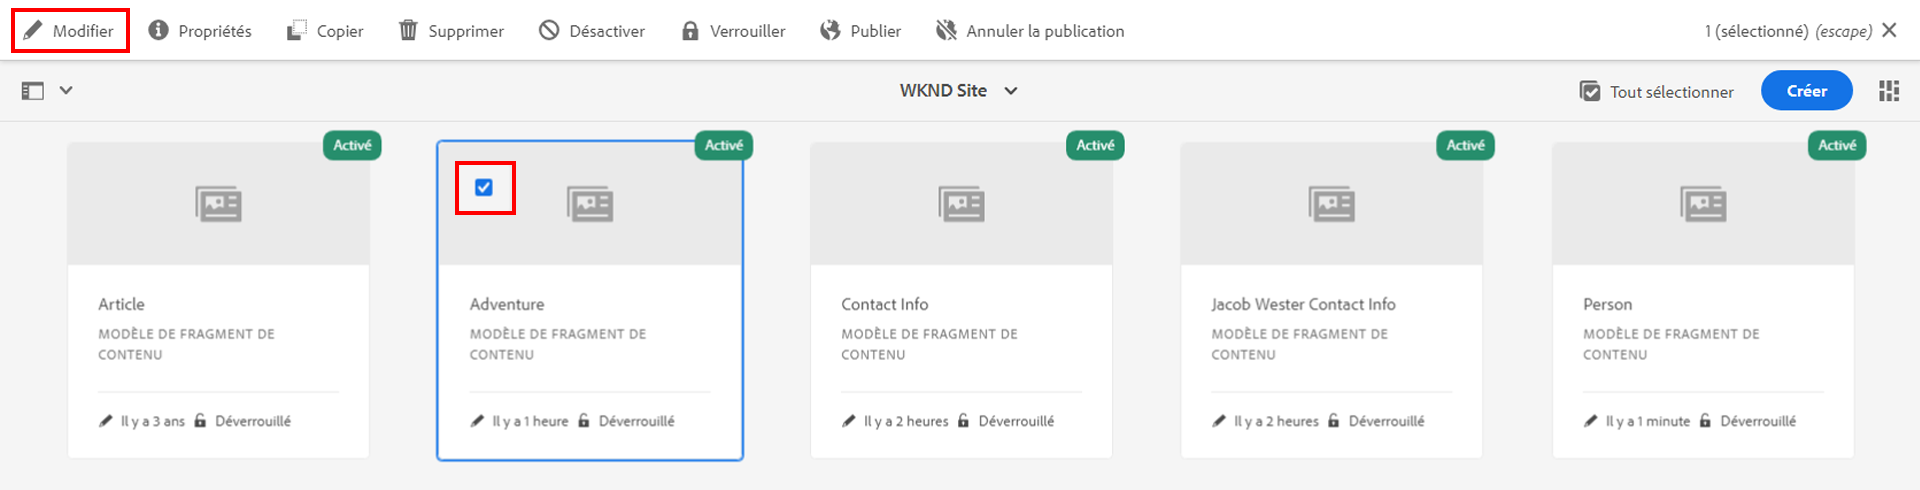 Modifier Propriétés Copier Supprimer Désactiver Verrouiller Publier Annuler la publication 1 (sélectionné) (escape)
WKND Site Tout sélectionner Créer
Activé Activé Activé Activé Activé
Article
MODÈLE DE FRAGMENT DE
CONTENU
Il y a 3 ans Déverrouillé
Adventure
MODÈLE DE FRAGMENT DE
CONTENU
Il y a 1 heure Déverrouillé
Contact Info
MODÈLE DE FRAGMENT DE
CONTENU
Il y a 2 heures Déverrouillé
Jacob Wester Contact Info
MODÈLE DE FRAGMENT DE
CONTENU
Il y a 2 heures Déverrouillé
Person
MODÈLE DE FRAGMENT DE
CONTENU
Il y a 1 minute Déverrouillé